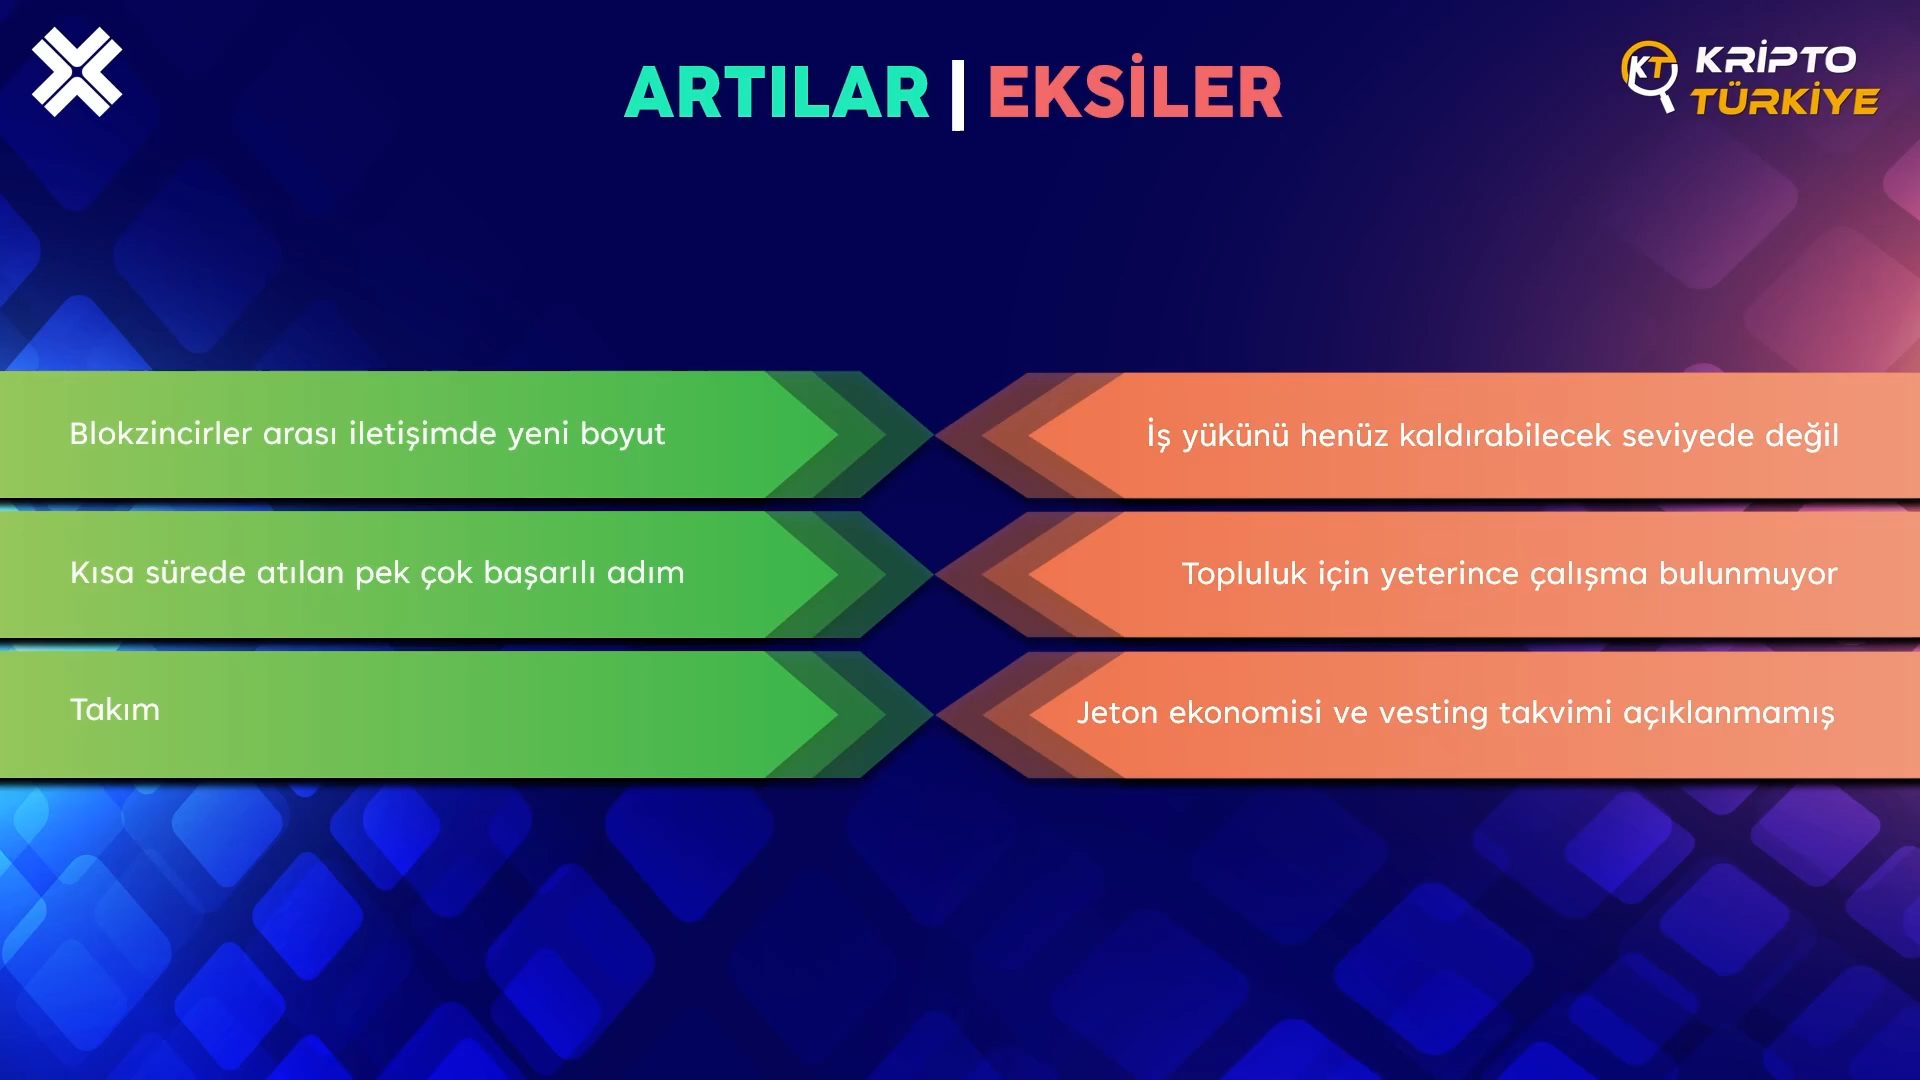 ARTILAR | EKSİLER
KT KRİPTO
TÜRKİYE
Blokzincirler arası iletişimde yeni boyut
İş yükünü henüz kaldırabilecek seviyede değil
Kısa sürede atılan pek çok başarılı adım
Topluluk için yeterince çalışma bulunmuyor
Takım
Jeton ekonomisi ve vesting takvimi açıklanmamış